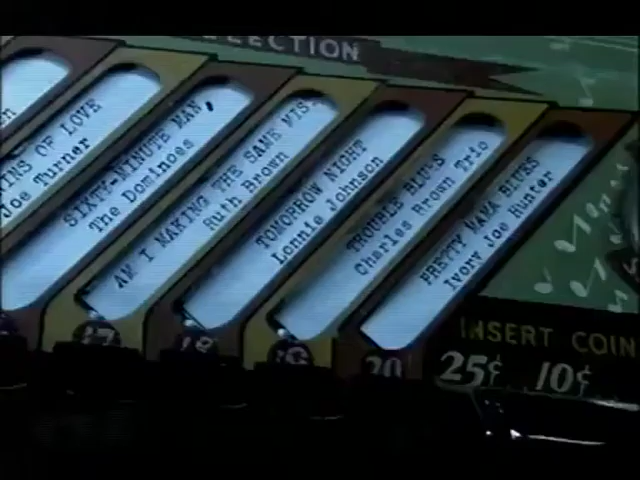 SELECTION
OF LOVE
Joe Turner
SIXTY-MINUTE MAN
The Dominoes
AM I MAKING THE SAME MIS-
Ruth Brown
TOMORROW NIGHT
Lonnie Johnson
TROUBLE BLUES
Charles Brown Trio
PRETTY MAMA BLUES
Ivory Joe Hunter
17
18
19
20
INSERT COIN
25¢ 10¢